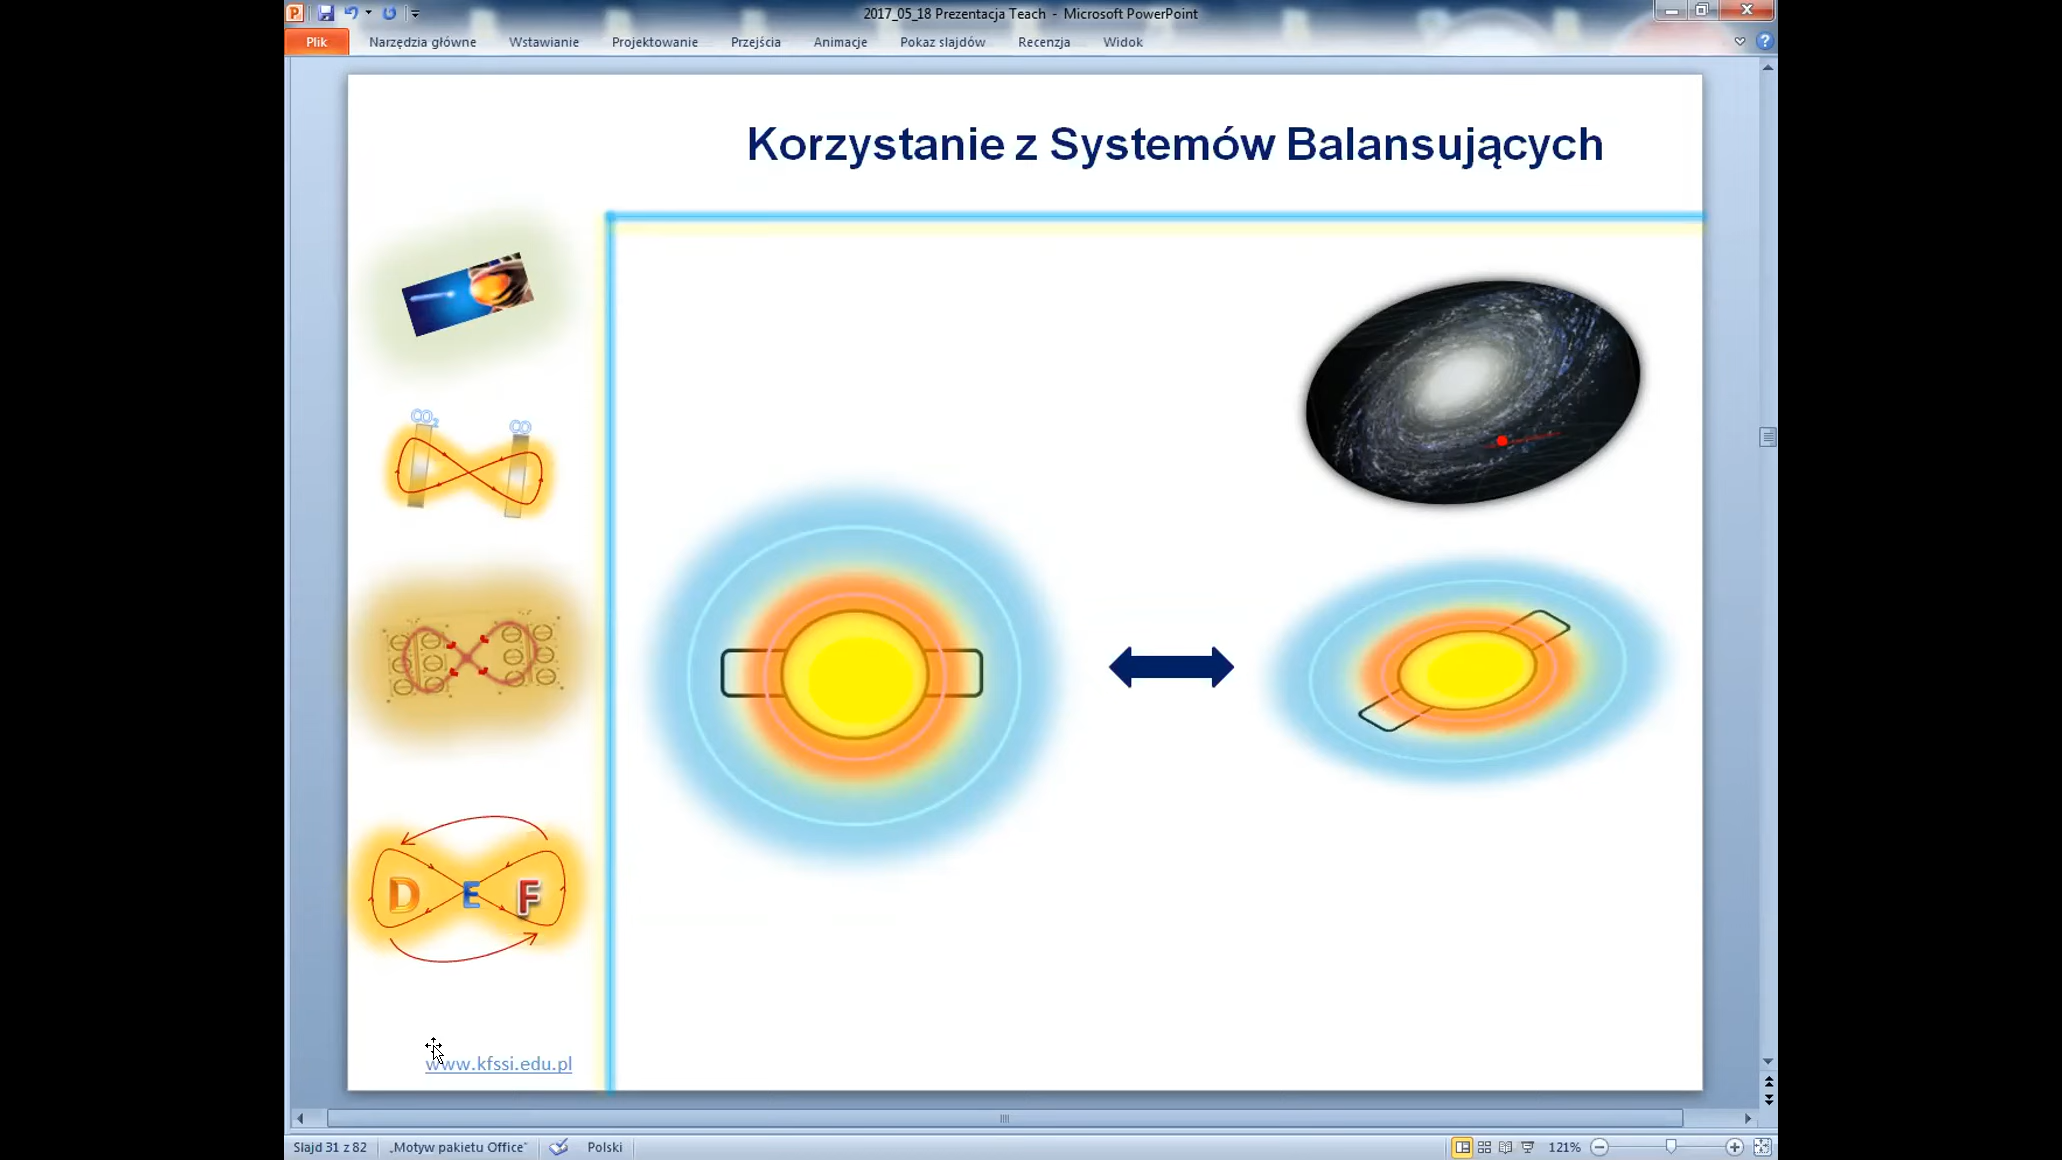 2017_05_18 Prezentacja Teach - Microsoft PowerPoint
Plik Narzędzia główne Wstawianie Projektowanie Przejścia Animacje Pokaz slajdów Recenzja Widok
Korzystanie z Systemów Balansujących
CO2 CO
D E F
www.kfssi.edu.pl
Slajd 31 z 82 „Motyw pakietu Office" Polski 121%